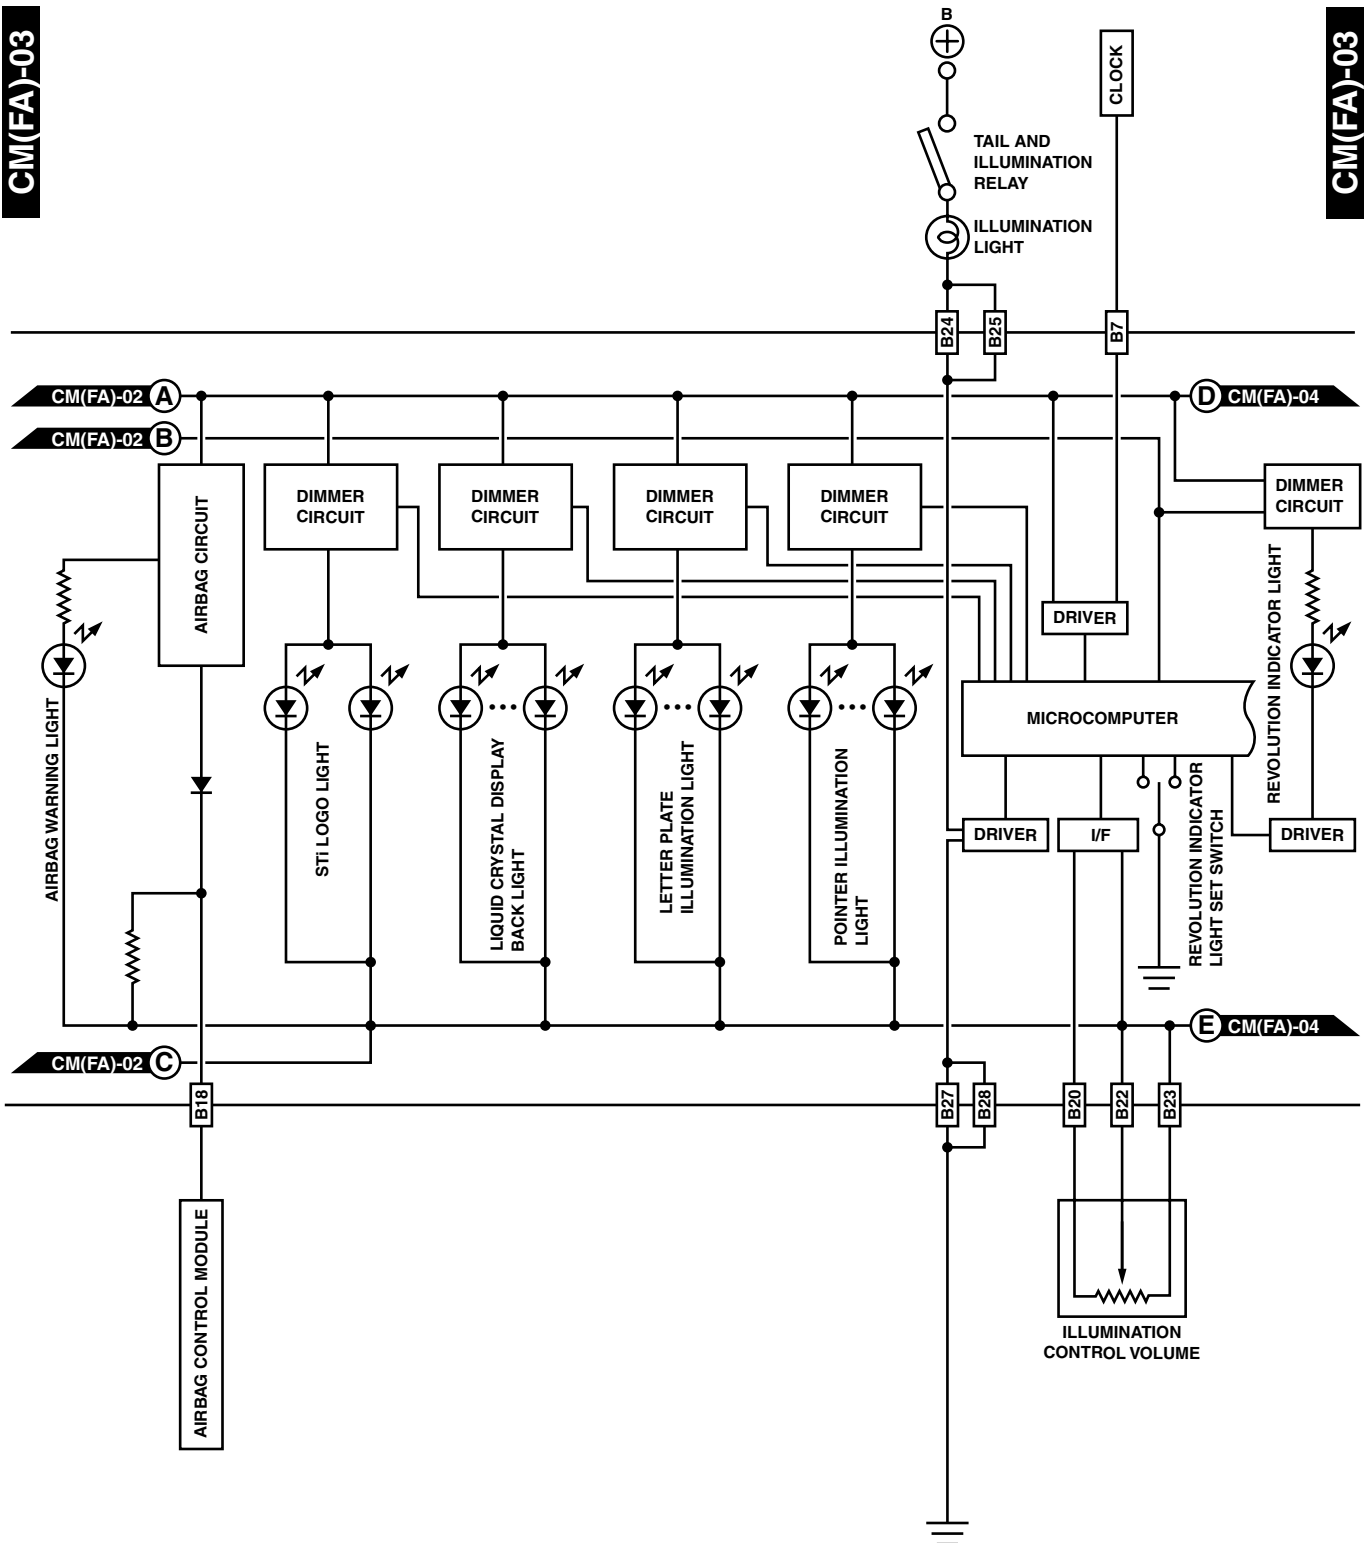 CM(FA)-03
CM(FA)-03
B
CLOCK
TAIL AND
ILLUMINATION
RELAY
ILLUMINATION
LIGHT
B24
B25
B7
CM(FA)-02 A
D CM(FA)-04
CM(FA)-02 B
AIRBAG CIRCUIT
DIMMER
CIRCUIT
DIMMER
CIRCUIT
DIMMER
CIRCUIT
DIMMER
CIRCUIT
DIMMER
CIRCUIT
DRIVER
MICROCOMPUTER
REVOLUTION INDICATOR LIGHT
AIRBAG WARNING LIGHT
STi LOGO LIGHT
LIQUID CRYSTAL DISPLAY
BACK LIGHT
LETTER PLATE
ILLUMINATION LIGHT
POINTER ILLUMINATION
LIGHT
DRIVER
I/F
REVOLUTION INDICATOR
LIGHT SET SWITCH
DRIVER
E CM(FA)-04
CM(FA)-02 C
B18
B27
B28
B20
B22
B23
AIRBAG CONTROL MODULE
ILLUMINATION
CONTROL VOLUME